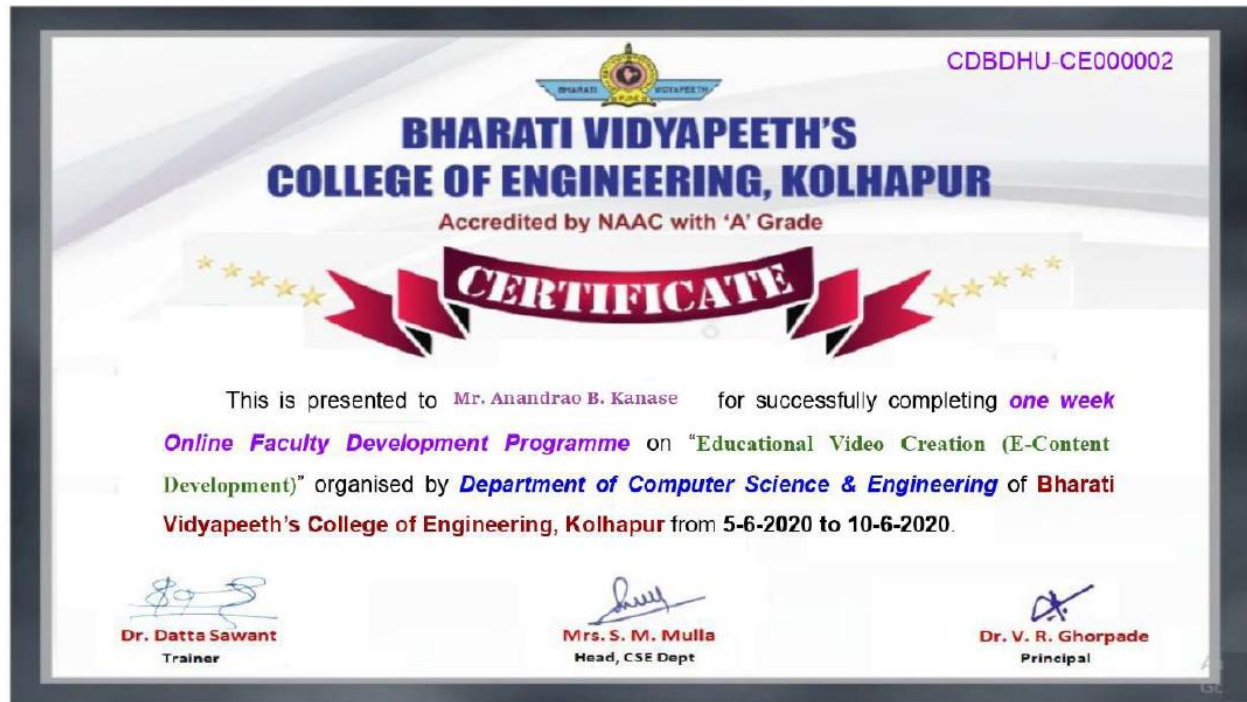 CDBDHU-CE000002
BHARATI VIDYAPEETH
BHARATI VIDYAPEETH'S
COLLEGE OF ENGINEERING, KOLHAPUR
Accredited by NAAC with 'A' Grade
CERTIFICATE
This is presented to Mr. Anandrao B. Kanase for successfully completing one week
Online Faculty Development Programme on "Educational Video Creation (E-Content
Development)" organised by Department of Computer Science & Engineering of Bharati
Vidyapeeth's College of Engineering, Kolhapur from 5-6-2020 to 10-6-2020.
Dr. Datta Sawant
Trainer
Mrs. S. M. Mulla
Head, CSE Dept
Dr. V. R. Ghorpade
Principal